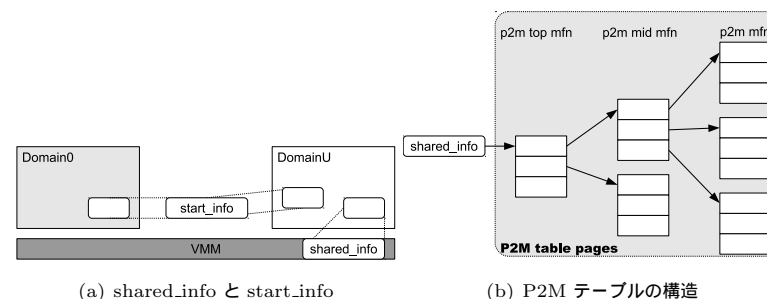 p2m top mfn
p2m mid mfn
p2m mfn
Domain0
DomainU
start_info
shared_info
VMM
shared_info
P2M table pages
(a) shared_info と start_info
(b) P2M テーブルの構造